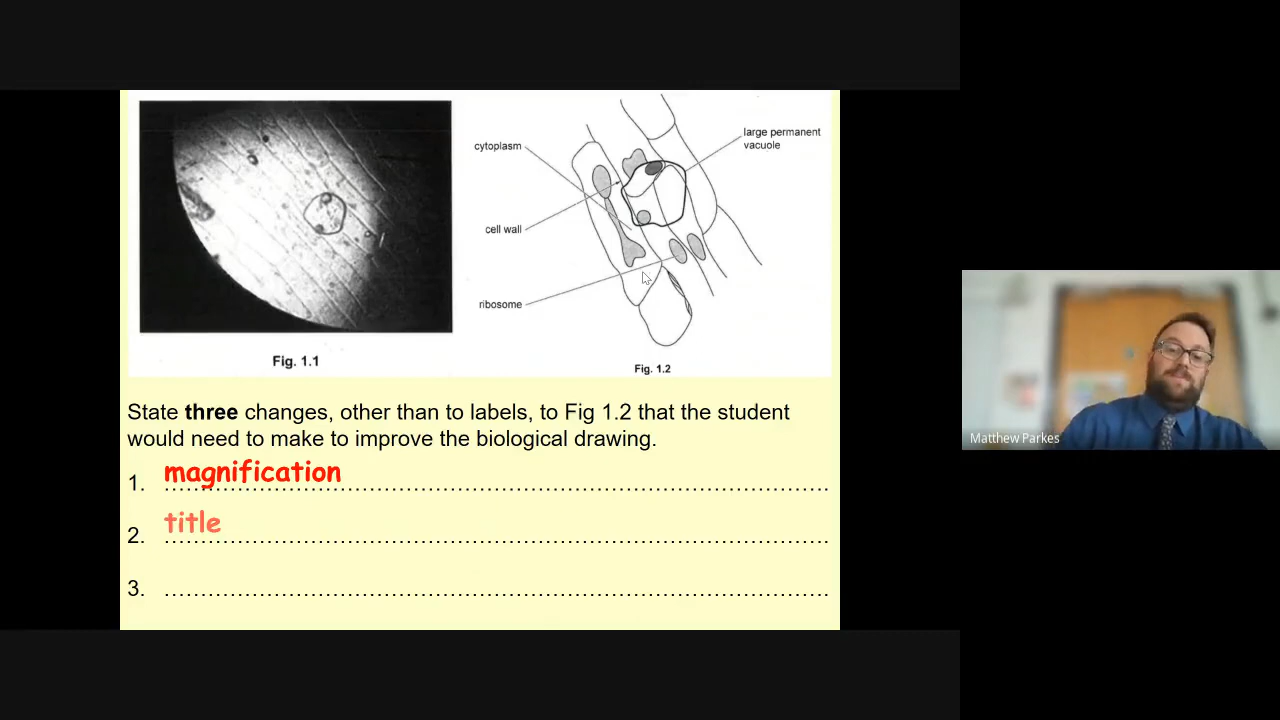 cytoplasm
large permanent
vacuole
cell wall
ribosome
Fig. 1.1
Fig. 1.2
State three changes, other than to labels, to Fig 1.2 that the student
would need to make to improve the biological drawing.
1. magnification
2. title
3.
Matthew Parkes